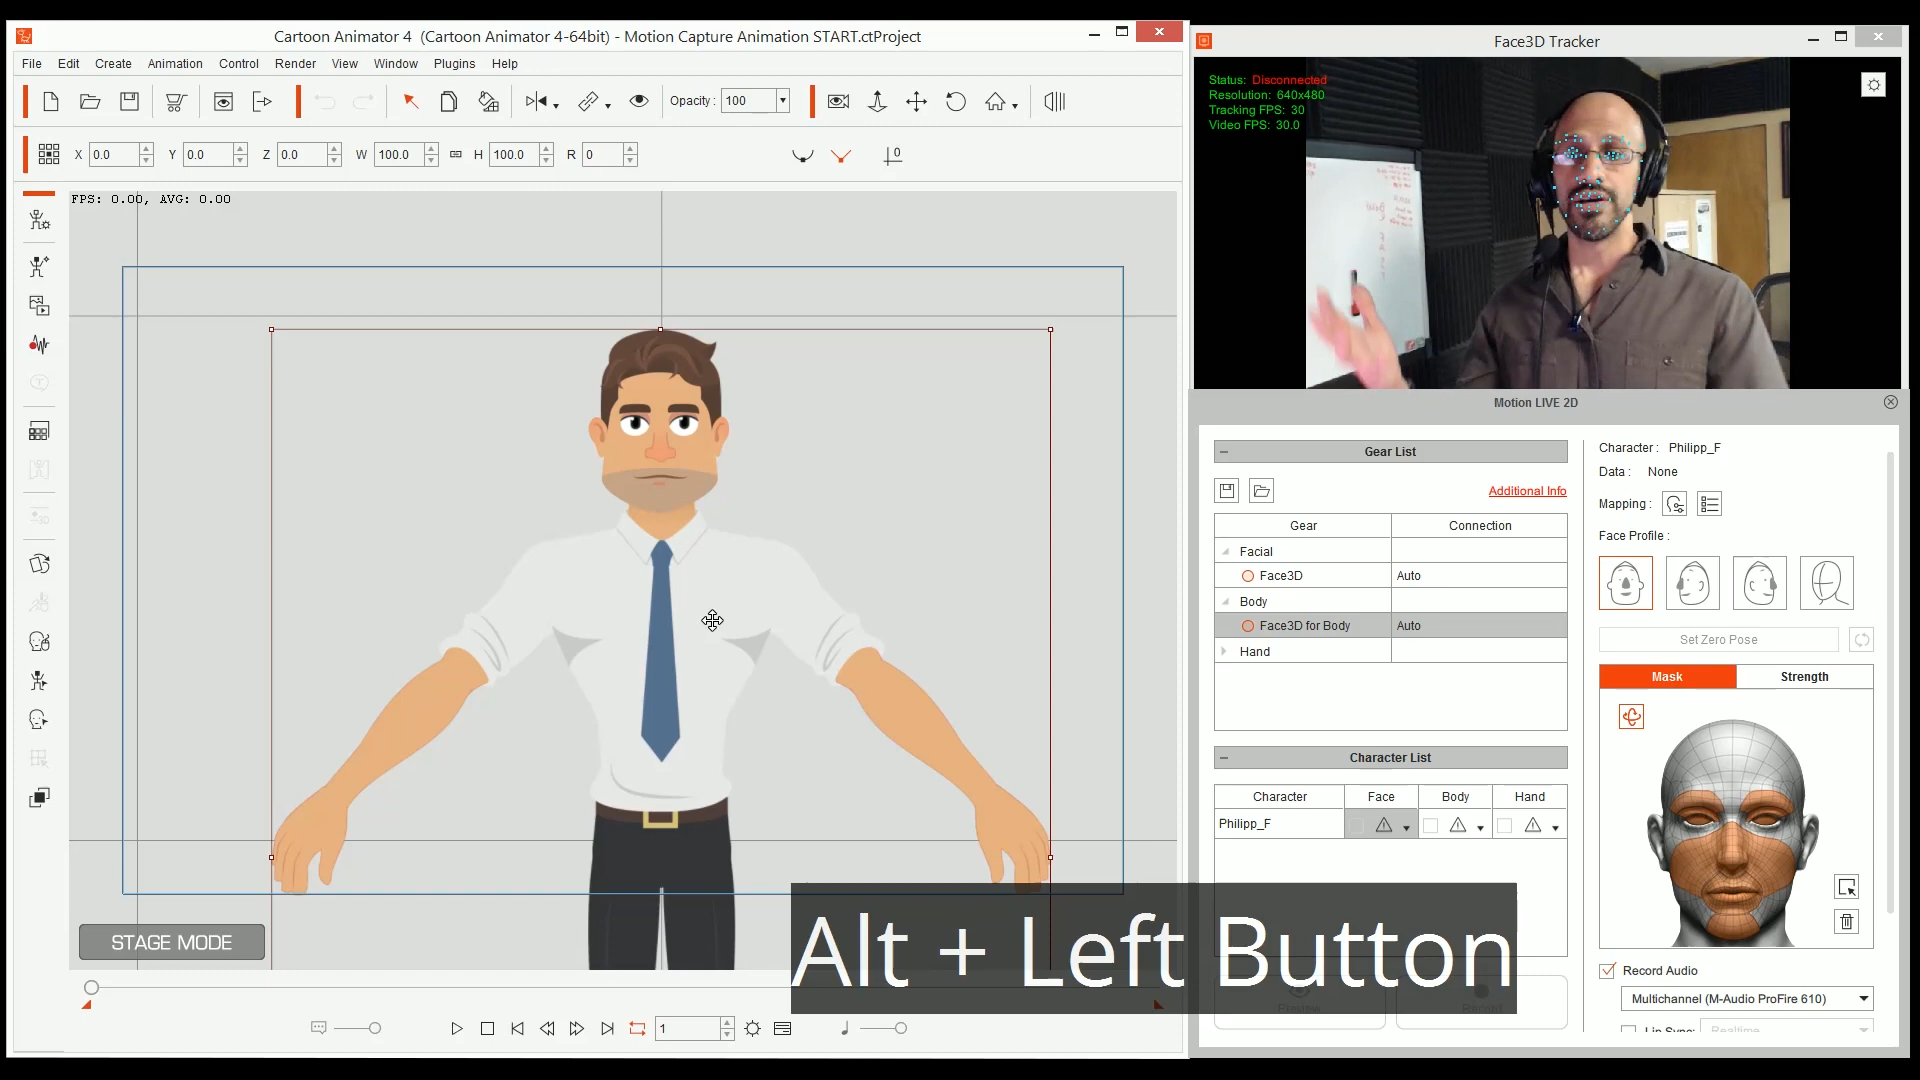 Cartoon Animator 4 (Cartoon Animator 4-64bit) - Motion Capture Animation START.ctProject
File Edit Create Animation Control Render View Window Plugins Help
Opacity : 100
X 0.0 Y 0.0 Z 0.0 W 100.0 H 100.0 R 0
FPS: 0.00, AVG: 0.00
STAGE MODE
1
Face3D Tracker
Status: Disconnected
Resolution: 640x480
Tracking FPS: 30
Video FPS: 30.0
Motion LIVE 2D
Gear List
Additional Info
Gear Connection
Facial
Face3D Auto
Body
Face3D for Body Auto
Hand
Character List
Character Face Body Hand
Philipp_F
Character : Philipp_F
Data : None
Mapping :
Face Profile :
Set Zero Pose
Mask Strength
Record Audio
Multichannel (M-Audio ProFire 610)
Lip Sync: Realtime
Alt + Left Button